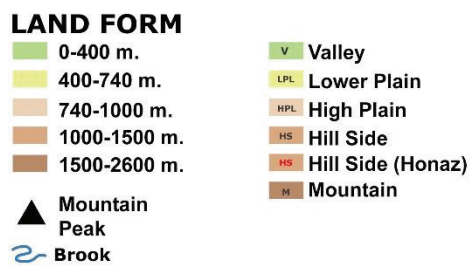 LAND FORM
0-400 m.
400-740 m.
740-1000 m.
1000-1500 m.
1500-2600 m.
Mountain
Peak
Brook
V Valley
LPL Lower Plain
HPL High Plain
HS Hill Side
HS Hill Side (Honaz)
M Mountain